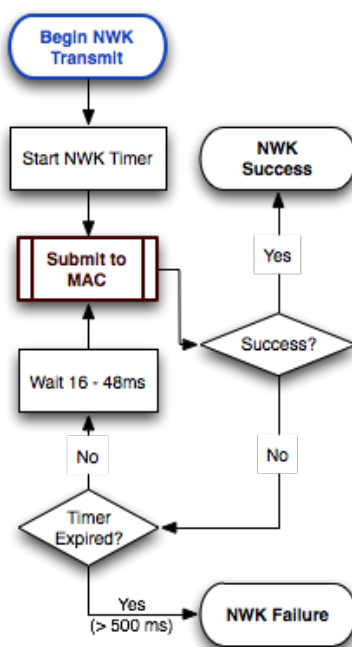 Begin NWK
Transmit
Start NWK Timer
NWK
Success
Submit to
MAC
Yes
Success?
Wait 16 - 48ms
No
No
Timer
Expired?
Yes
(> 500 ms)
NWK Failure